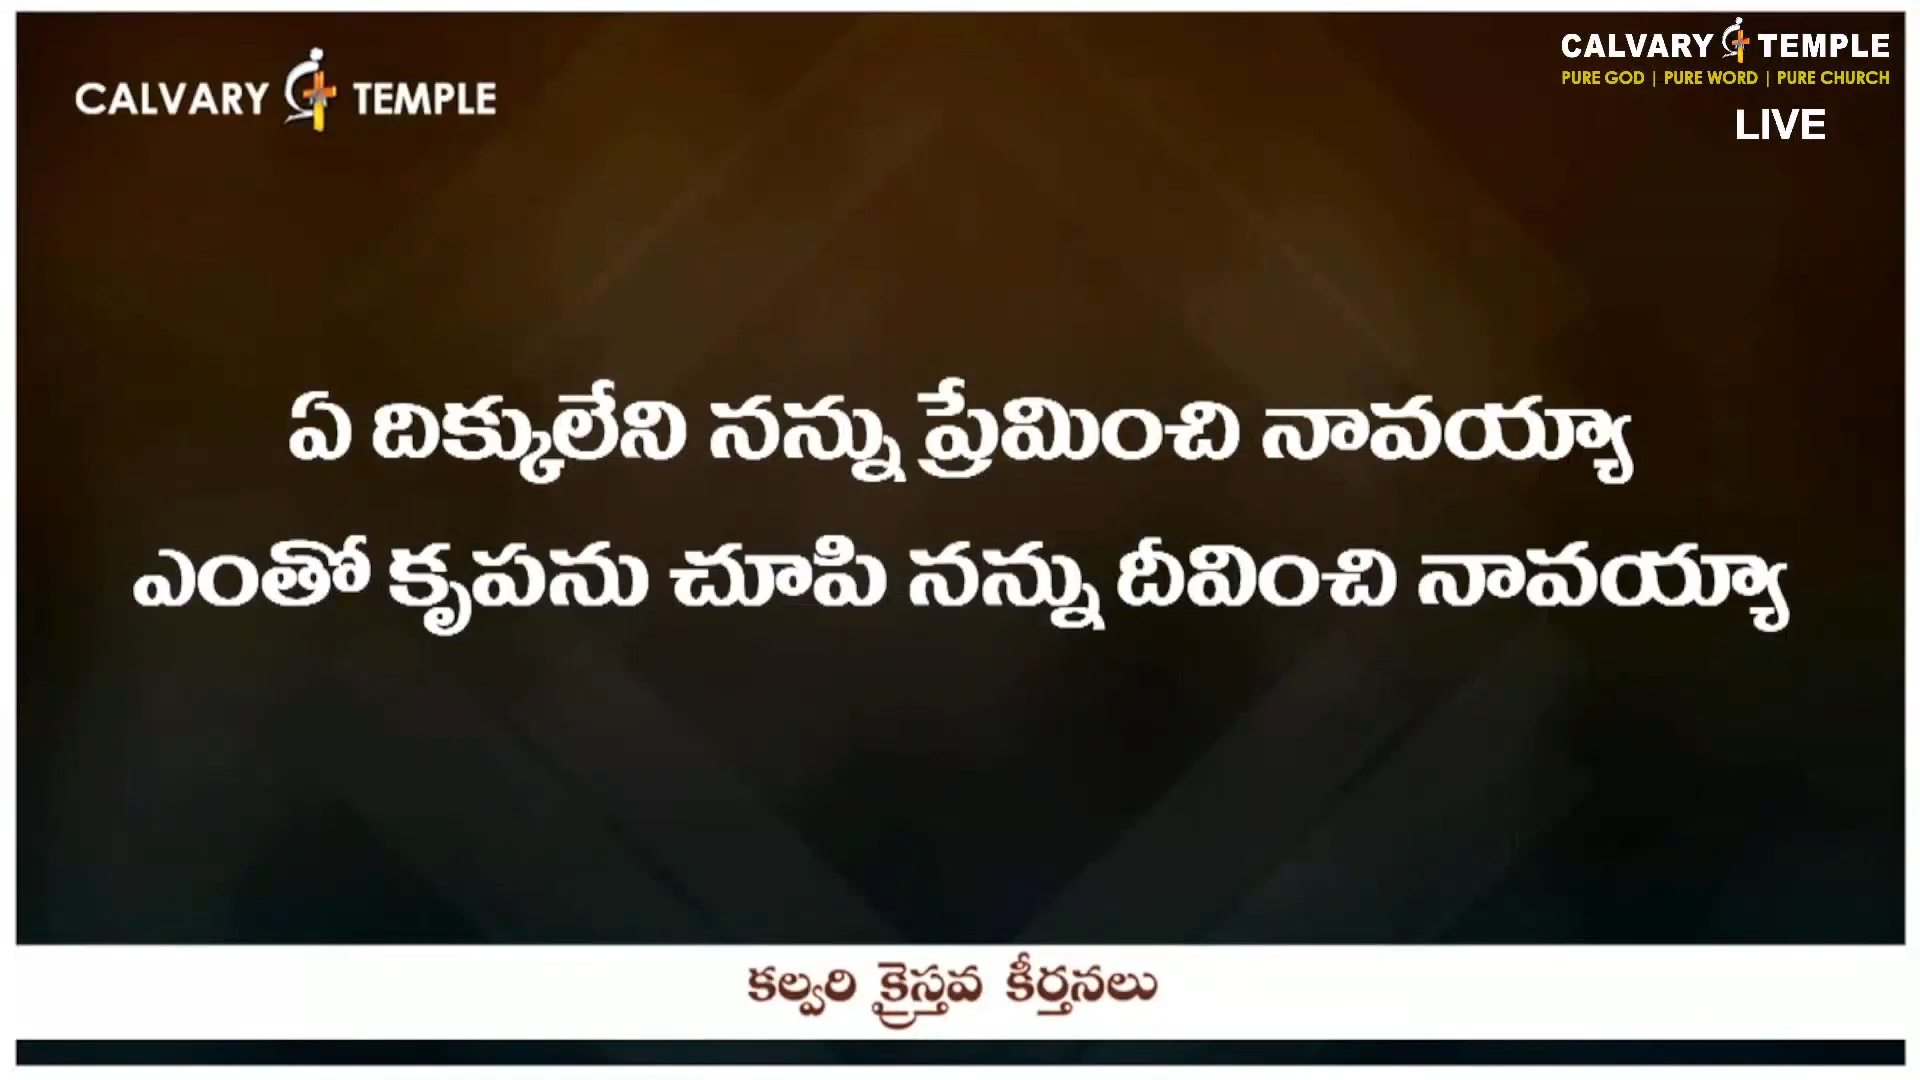 CALVARY TEMPLE
CALVARY TEMPLE
PURE GOD | PURE WORD | PURE CHURCH
LIVE
ఏ దిక్కులేని నన్ను ప్రేమించి నావయ్యా
ఎంతో కృపను చూపి నన్ను దీవించి నావయ్యా
కల్వరి క్రైస్తవ కీర్తనలు